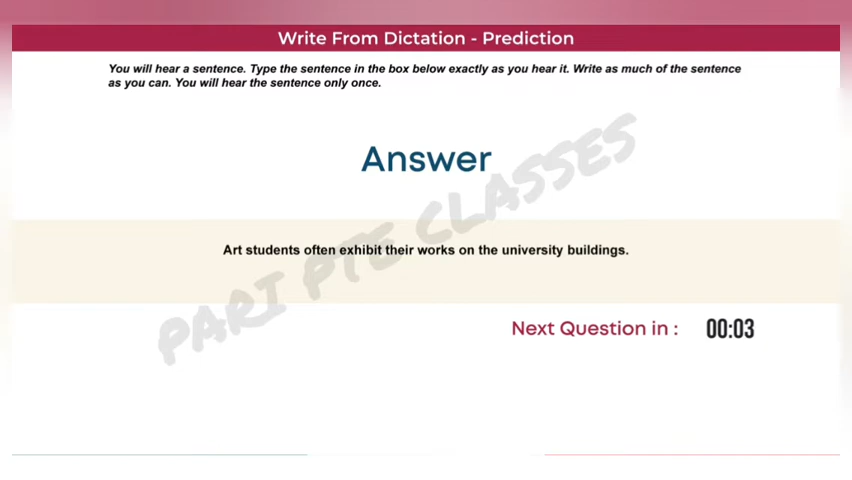 Write From Dictation - Prediction
You will hear a sentence. Type the sentence in the box below exactly as you hear it. Write as much of the sentence
as you can. You will hear the sentence only once.
Answer
PARI PTE CLASSES
Art students often exhibit their works on the university buildings.
Next Question in : 00:03